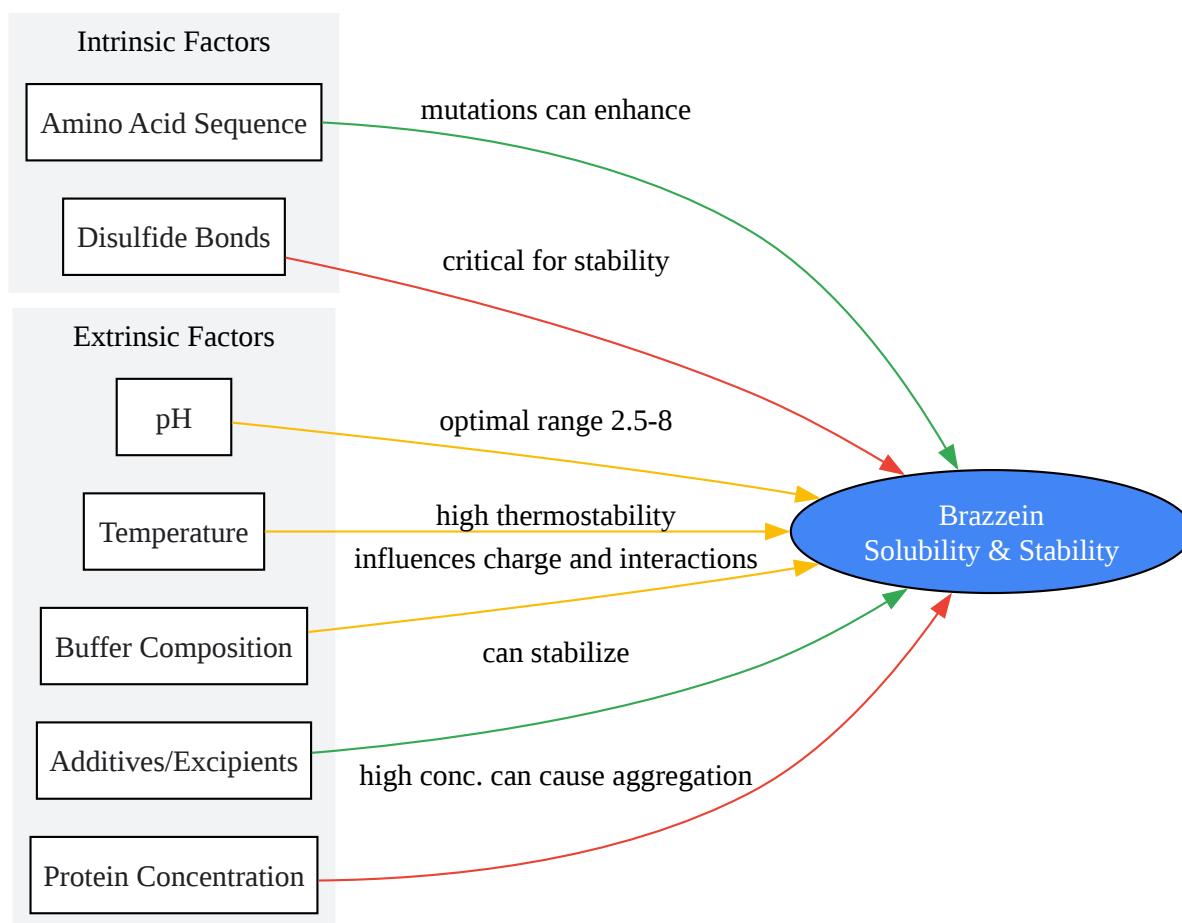 Intrinsic Factors
Amino Acid Sequence
mutations can enhance
Disulfide Bonds
critical for stability
Extrinsic Factors
pH
optimal range 2.5-8
Temperature
high thermostability
Brazzein
Solubility & Stability
influences charge and interactions
Buffer Composition
can stabilize
Additives/Excipients
high conc. can cause aggregation
Protein Concentration